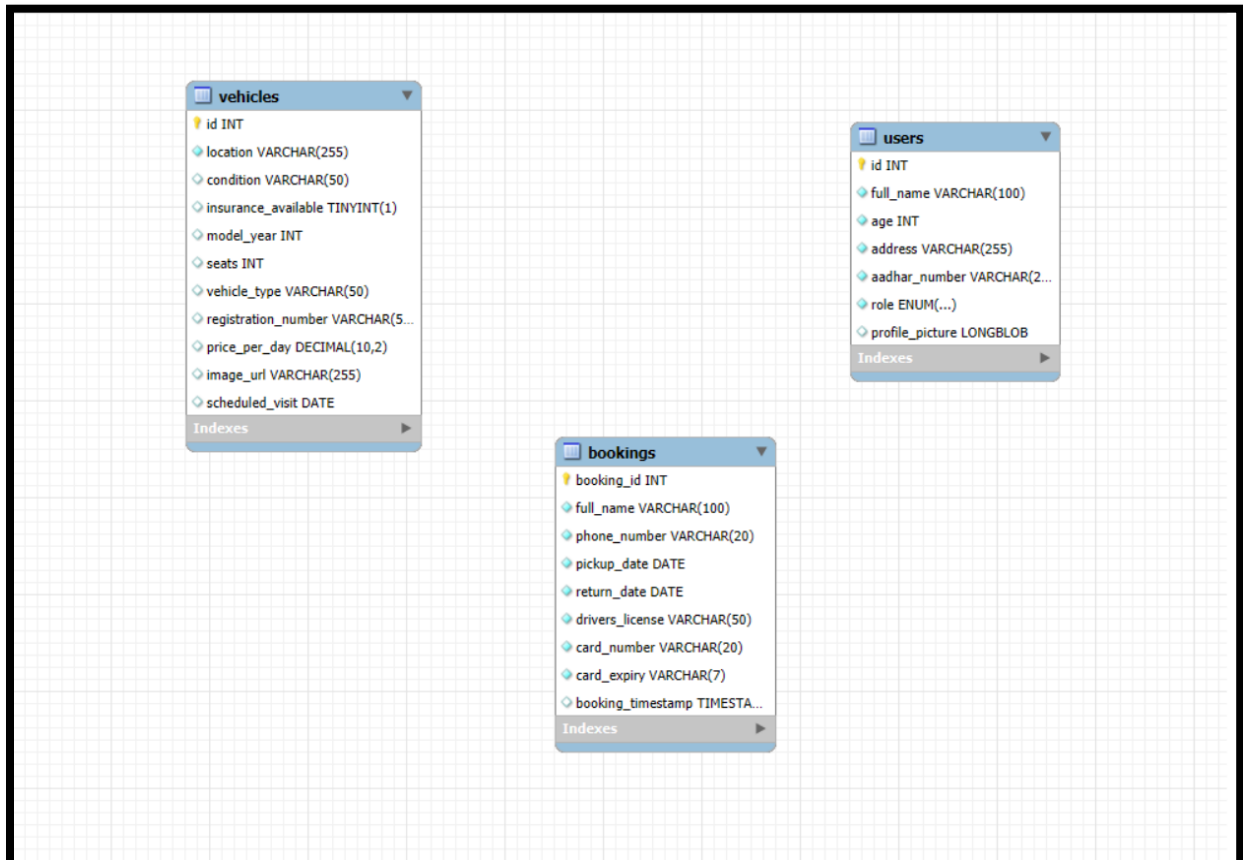 vehicles
id INT
location VARCHAR(255)
condition VARCHAR(50)
insurance_available TINYINT(1)
model_year INT
seats INT
vehicle_type VARCHAR(50)
registration_number VARCHAR(5...
price_per_day DECIMAL(10,2)
image_url VARCHAR(255)
scheduled_visit DATE
Indexes
users
id INT
full_name VARCHAR(100)
age INT
address VARCHAR(255)
aadhar_number VARCHAR(2...
role ENUM(...)
profile_picture LONGBLOB
Indexes
bookings
booking_id INT
full_name VARCHAR(100)
phone_number VARCHAR(20)
pickup_date DATE
return_date DATE
drivers_license VARCHAR(50)
card_number VARCHAR(20)
card_expiry VARCHAR(7)
booking_timestamp TIMESTA...
Indexes